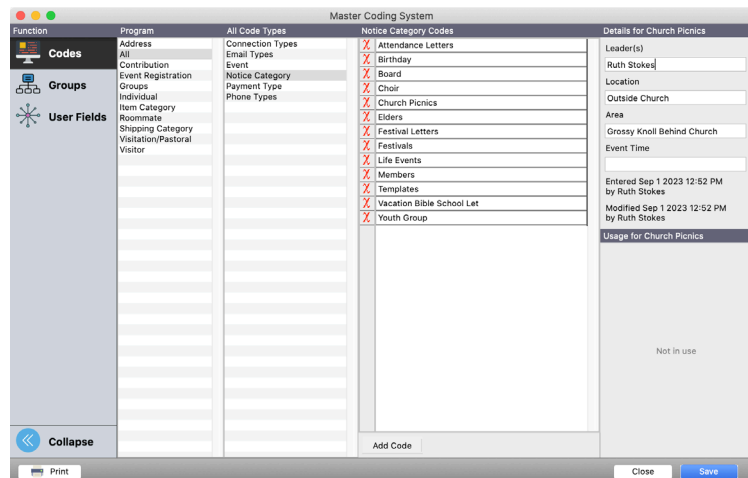 Master Coding System
Function
Program
All Code Types
Notice Category Codes
Details for Church Picnics
Codes
Groups
User Fields
Collapse
Address
All
Contribution
Event Registration
Groups
Individual
Item Category
Roommate
Shipping Category
Visitation/Pastoral
Visitor
Connection Types
Email Types
Event
Notice Category
Payment Type
Phone Types
Attendance Letters
Birthday
Board
Choir
Church Picnics
Elders
Festival Letters
Festivals
Life Events
Members
Templates
Vacation Bible School Let
Youth Group
Add Code
Leader(s)
Ruth Stokes
Location
Outside Church
Area
Grossy Knoll Behind Church
Event Time
Entered Sep 1 2023 12:52 PM
by Ruth Stokes
Modified Sep 1 2023 12:52 PM
by Ruth Stokes
Usage for Church Picnics
Not in use
Print
Close
Save